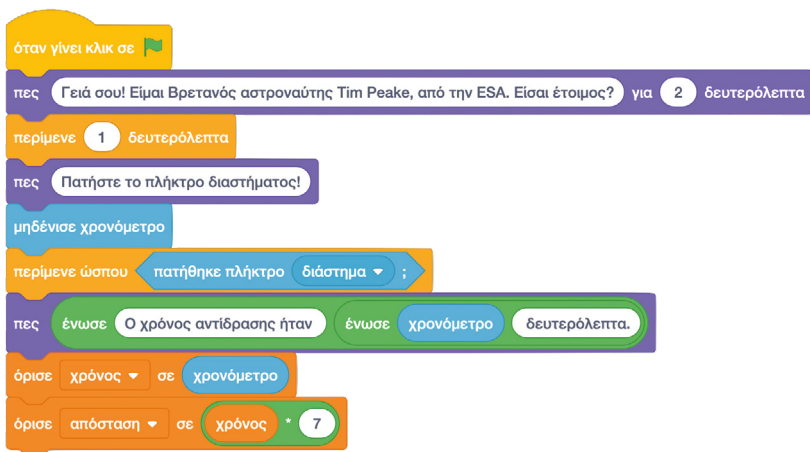 όταν γίνει κλικ σε
πες Γειά σου! Είμαι Βρετανός αστροναύτης Tim Peake, από την ESA. Είσαι έτοιμος? για 2 δευτερόλεπτα
περίμενε 1 δευτερόλεπτα
πες Πατήστε το πλήκτρο διαστήματος!
μηδένισε χρονόμετρο
περίμενε ώσπου πατήθηκε πλήκτρο διάστημα ;
πες ένωσε Ο χρόνος αντίδρασης ήταν ένωσε χρονόμετρο δευτερόλεπτα.
όρισε χρόνος σε χρονόμετρο
όρισε απόσταση σε χρόνος * 7